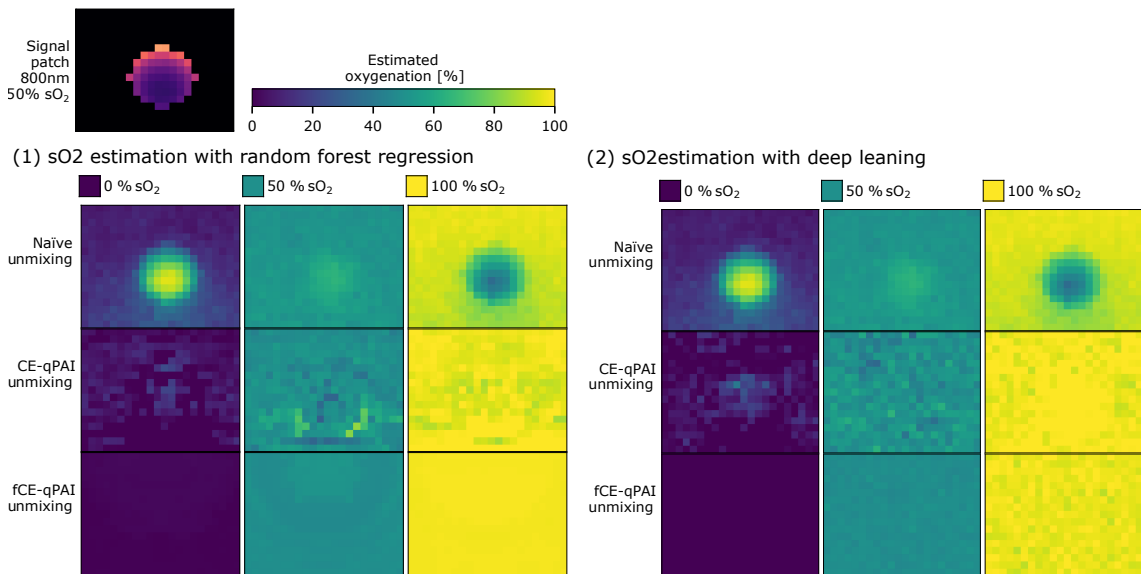 Signal
patch
800nm
50% sO₂
Estimated
oxygenation [%]
0 20 40 60 80 100
(1) sO2 estimation with random forest regression
0 % sO₂ 50 % sO₂ 100 % sO₂
Naïve
unmixing
CE-qPAI
unmixing
fCE-qPAI
unmixing
(2) sO2estimation with deep leaning
0 % sO₂ 50 % sO₂ 100 % sO₂
Naïve
unmixing
CE-qPAI
unmixing
fCE-qPAI
unmixing